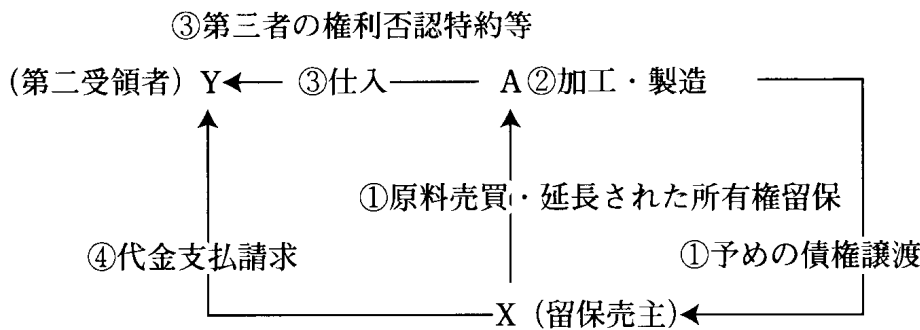 ③第三者の権利否認特約等
(第二受領者) Y ③仕入 A ②加工・製造
①原料売買・延長された所有権留保
④代金支払請求 ①予めの債権譲渡
X (留保売主)